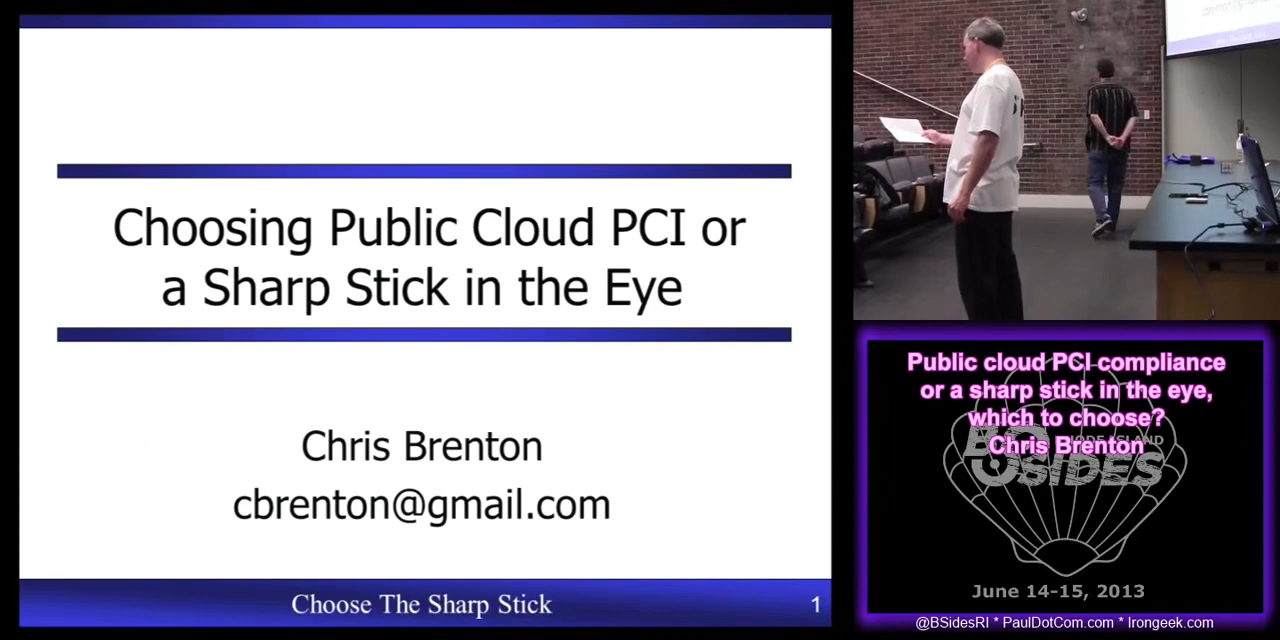 Choosing Public Cloud PCI or
a Sharp Stick in the Eye
Chris Brenton
cbrenton@gmail.com
Choose The Sharp Stick
1
Public cloud PCI compliance
or a sharp stick in the eye,
which to choose?
Chris Brenton
BSIDES
June 14-15, 2013
@BSidesRI * PaulDotCom.com * Irongeek.com